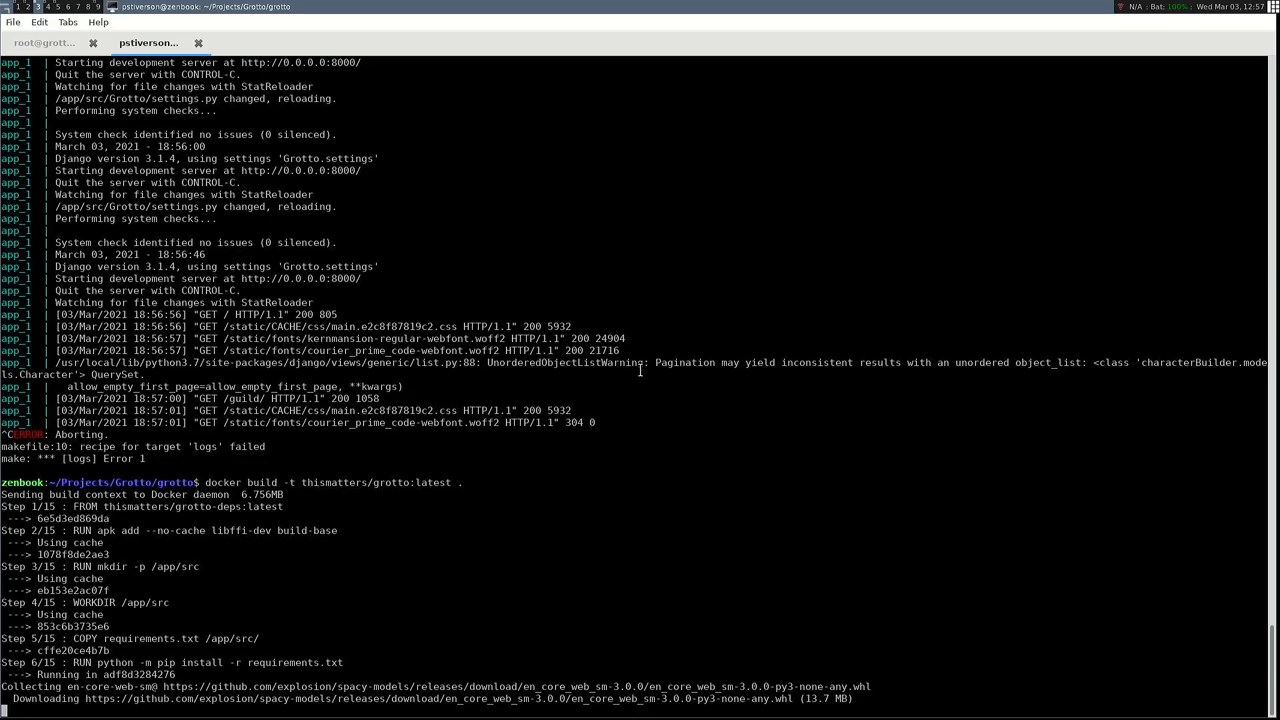 1 2 3 4 5 6 7 8 9 pstiverson@zenbook: ~/Projects/Grotto/grotto N/A : Bat: 100% : Wed Mar 03, 12:57
File Edit Tabs Help
root@grott... pstiverson...
app_1 | Starting development server at http://0.0.0.0:8000/
app_1 | Quit the server with CONTROL-C.
app_1 | Watching for file changes with StatReloader
app_1 | /app/src/Grotto/settings.py changed, reloading.
app_1 | Performing system checks...
app_1 |
app_1 | System check identified no issues (0 silenced).
app_1 | March 03, 2021 - 18:56:00
app_1 | Django version 3.1.4, using settings 'Grotto.settings'
app_1 | Starting development server at http://0.0.0.0:8000/
app_1 | Quit the server with CONTROL-C.
app_1 | Watching for file changes with StatReloader
app_1 | /app/src/Grotto/settings.py changed, reloading.
app_1 | Performing system checks...
app_1 |
app_1 | System check identified no issues (0 silenced).
app_1 | March 03, 2021 - 18:56:46
app_1 | Django version 3.1.4, using settings 'Grotto.settings'
app_1 | Starting development server at http://0.0.0.0:8000/
app_1 | Quit the server with CONTROL-C.
app_1 | Watching for file changes with StatReloader
app_1 | [03/Mar/2021 18:56:56] "GET / HTTP/1.1" 200 805
app_1 | [03/Mar/2021 18:56:56] "GET /static/CACHE/css/main.e2c8f87819c2.css HTTP/1.1" 200 5932
app_1 | [03/Mar/2021 18:56:57] "GET /static/fonts/kernmansion-regular-webfont.woff2 HTTP/1.1" 200 24904
app_1 | [03/Mar/2021 18:56:57] "GET /static/fonts/courier_prime_code-webfont.woff2 HTTP/1.1" 200 21716
app_1 | /usr/local/lib/python3.7/site-packages/django/views/generic/list.py:88: UnorderedObjectListWarning: Pagination may yield inconsistent results with an unordered object_list: <class 'characterBuilder.mode
ls.Character'> QuerySet.
app_1 | allow_empty_first_page=allow_empty_first_page, **kwargs)
app_1 | [03/Mar/2021 18:57:00] "GET /guild/ HTTP/1.1" 200 1058
app_1 | [03/Mar/2021 18:57:01] "GET /static/CACHE/css/main.e2c8f87819c2.css HTTP/1.1" 200 5932
app_1 | [03/Mar/2021 18:57:01] "GET /static/fonts/courier_prime_code-webfont.woff2 HTTP/1.1" 304 0
^CERROR: Aborting.
makefile:10: recipe for target 'logs' failed
make: *** [logs] Error 1
zenbook:~/Projects/Grotto/grotto$ docker build -t thismatters/grotto:latest .
Sending build context to Docker daemon 6.756MB
Step 1/15 : FROM thismatters/grotto-deps:latest
---> 6e5d3ed869da
Step 2/15 : RUN apk add --no-cache libffi-dev build-base
---> Using cache
---> 1078f8de2ae3
Step 3/15 : RUN mkdir -p /app/src
---> Using cache
---> eb153e2ac07f
Step 4/15 : WORKDIR /app/src
---> Using cache
---> 853c6b3735e6
Step 5/15 : COPY requirements.txt /app/src/
---> cffe20ce4b7b
Step 6/15 : RUN python -m pip install -r requirements.txt
---> Running in adf8d3284276
Collecting en-core-web-sm@ https://github.com/explosion/spacy-models/releases/download/en_core_web_sm-3.0.0/en_core_web_sm-3.0.0-py3-none-any.whl
Downloading https://github.com/explosion/spacy-models/releases/download/en_core_web_sm-3.0.0/en_core_web_sm-3.0.0-py3-none-any.whl (13.7 MB)